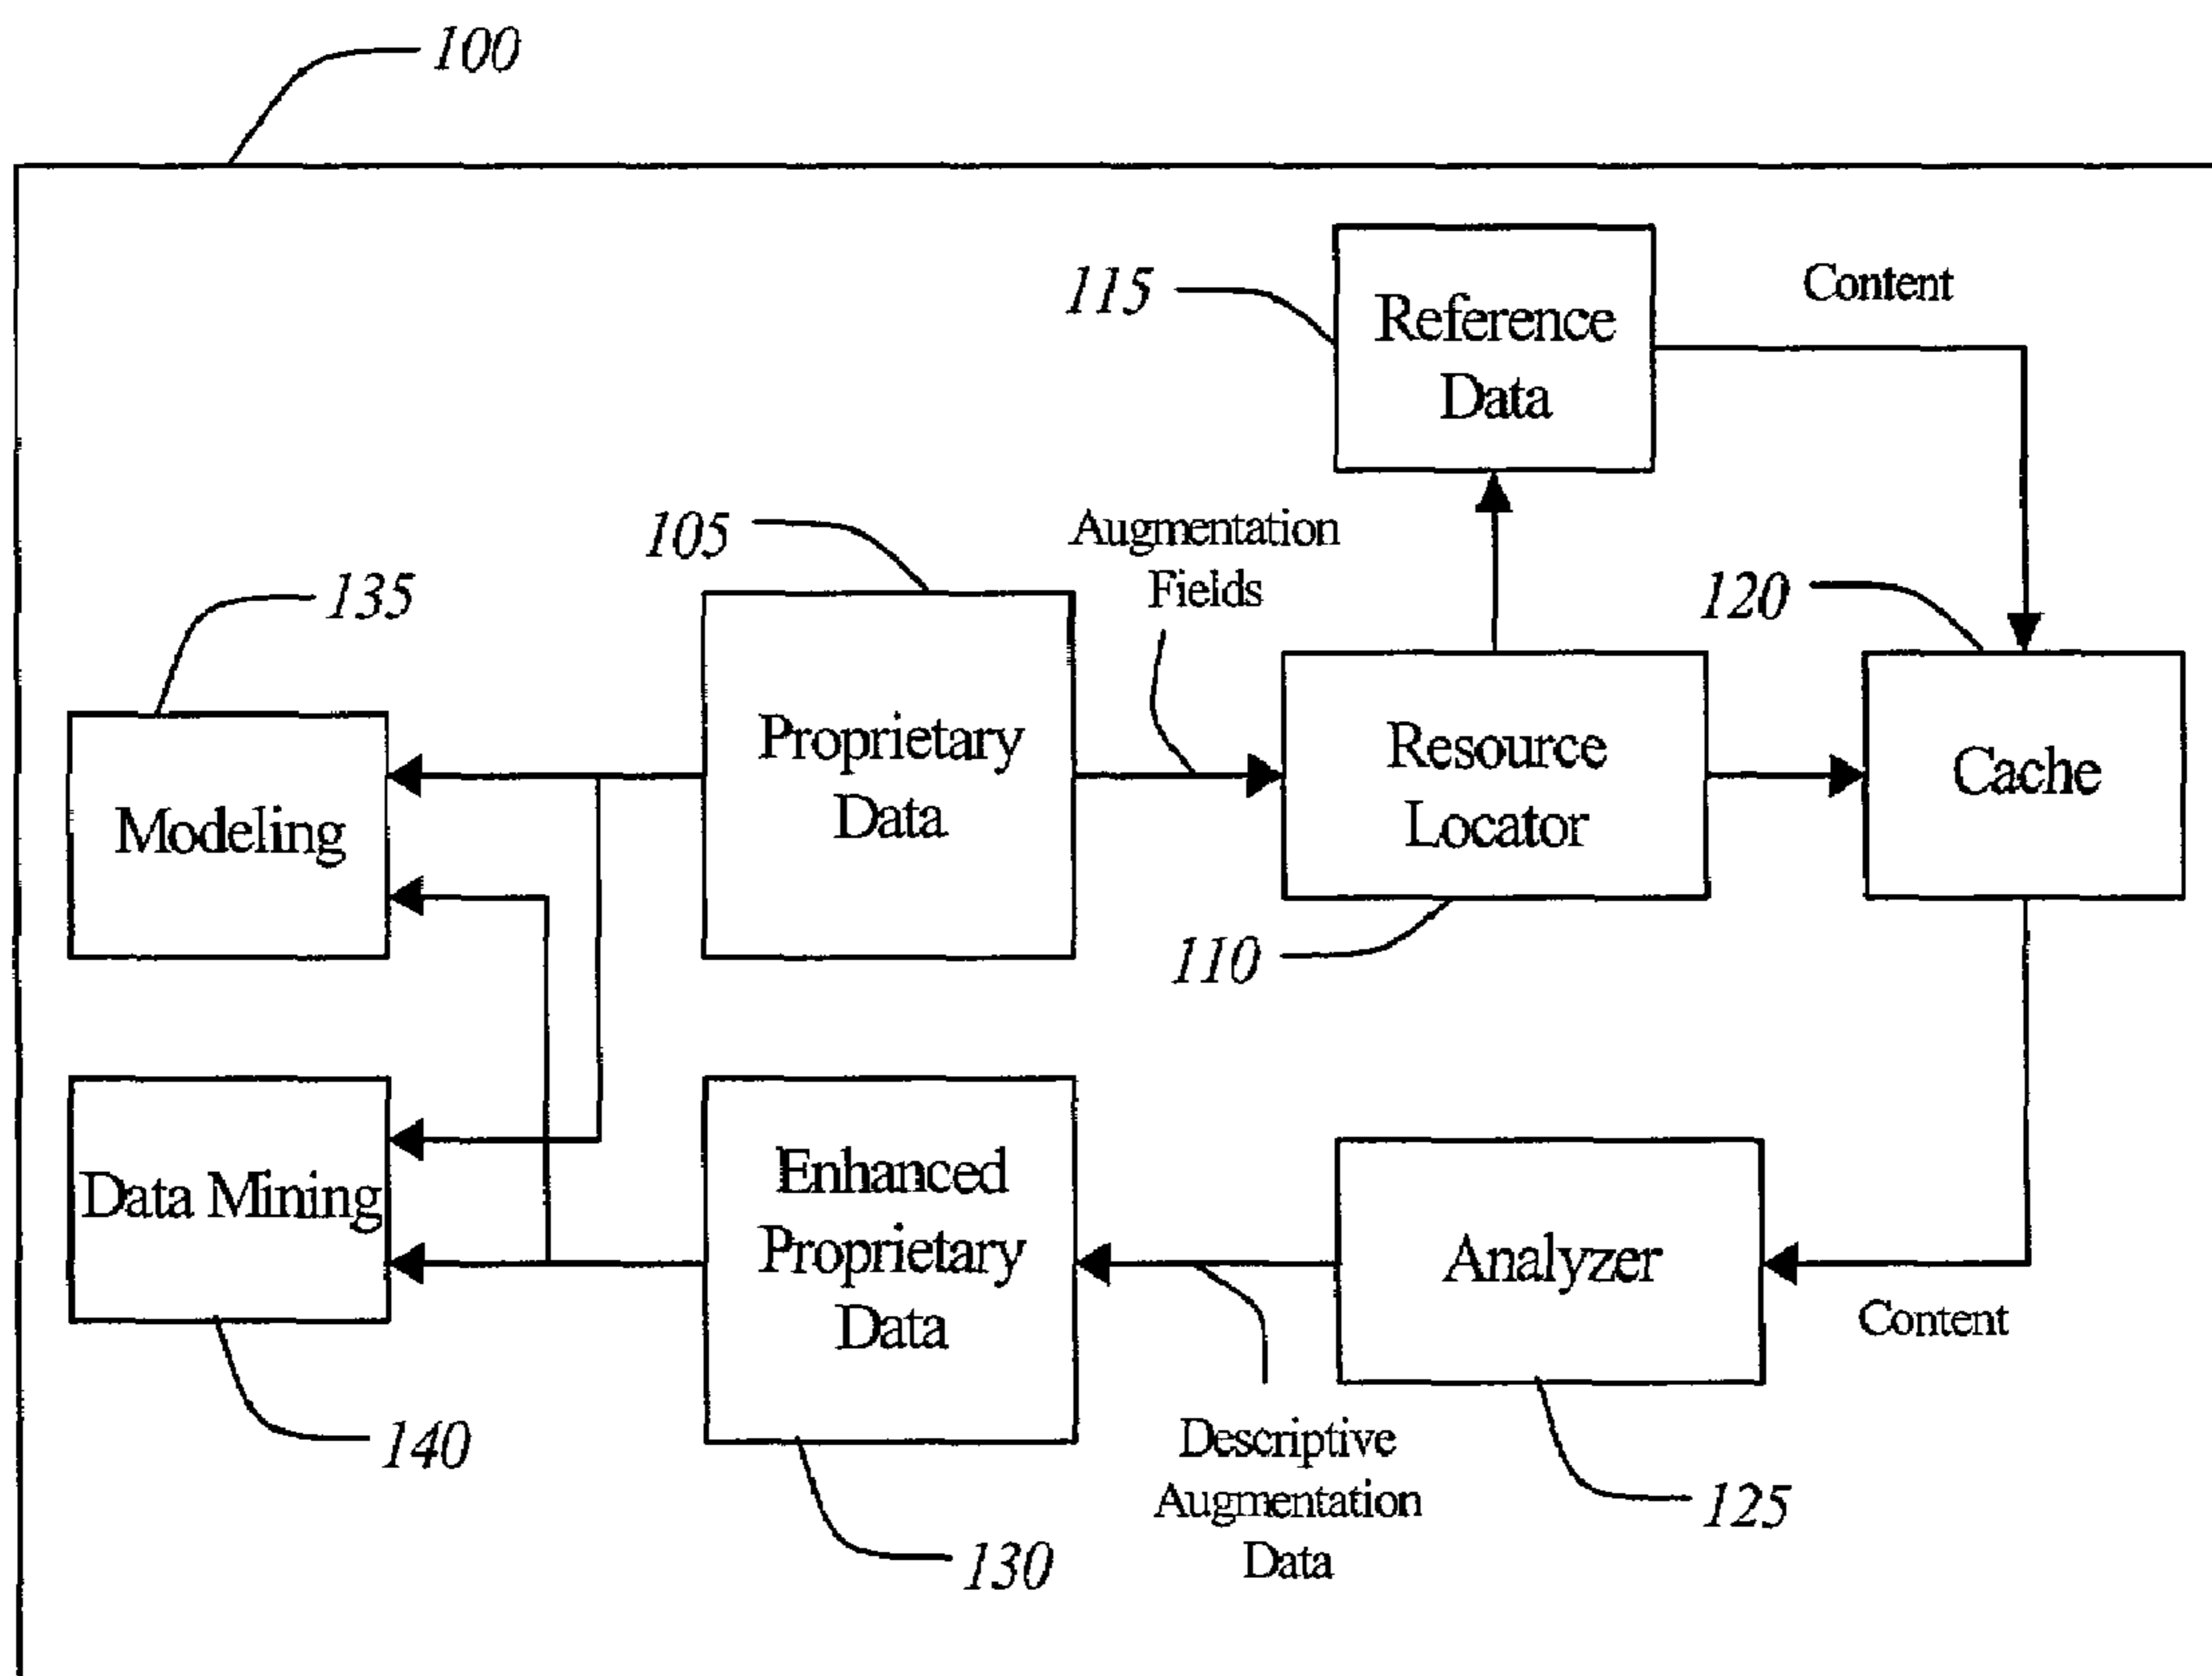 100
115
Reference
Data
Content
105
Augmentation
Fields
135
120
Proprietary
Data
Resource
Locator
Cache
Modeling
110
Data Mining
Enhanced
Proprietary
Data
Analyzer
Content
140
Descriptive
Augmentation
Data
125
130